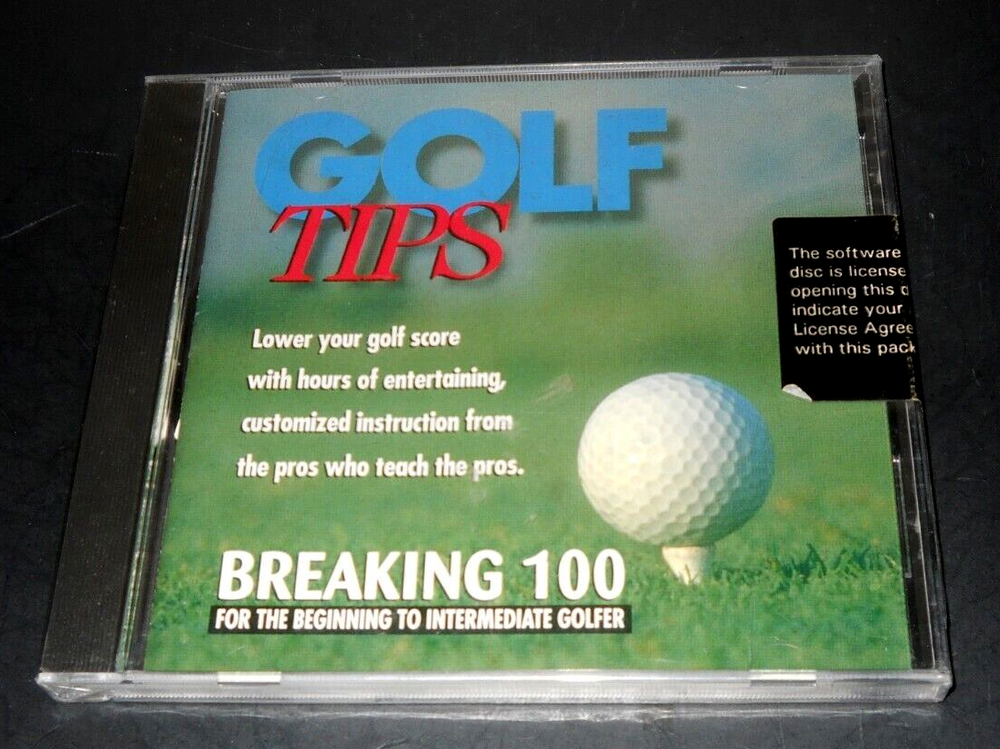 GOLF
TIPS
Lower your golf score
with hours of entertaining,
customized instruction from
the pros who teach the pros.
BREAKING 100
FOR THE BEGINNING TO INTERMEDIATE GOLFER
The software
disc is license
opening this
indicate your
License Agree
with this pack